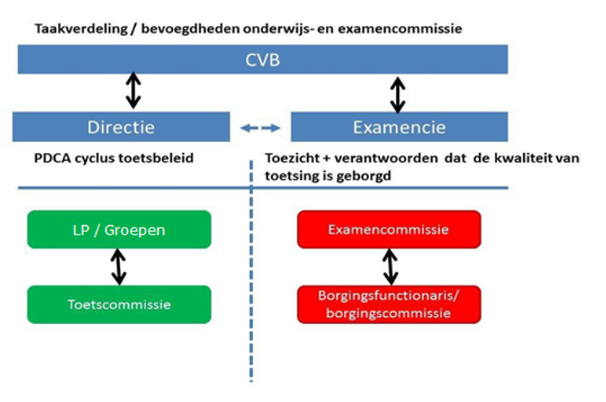 Taakverdeling / bevoegdheden onderwijs- en examencommissie
CVB
Directie
Examencie
PDCA cyclus toetsbeleid
Toezicht + verantwoorden dat de kwaliteit van
toetsing is geborgd
LP / Groepen
Examencommissie
Toetscommissie
Borgingsfunctionaris/
borgingscommissie